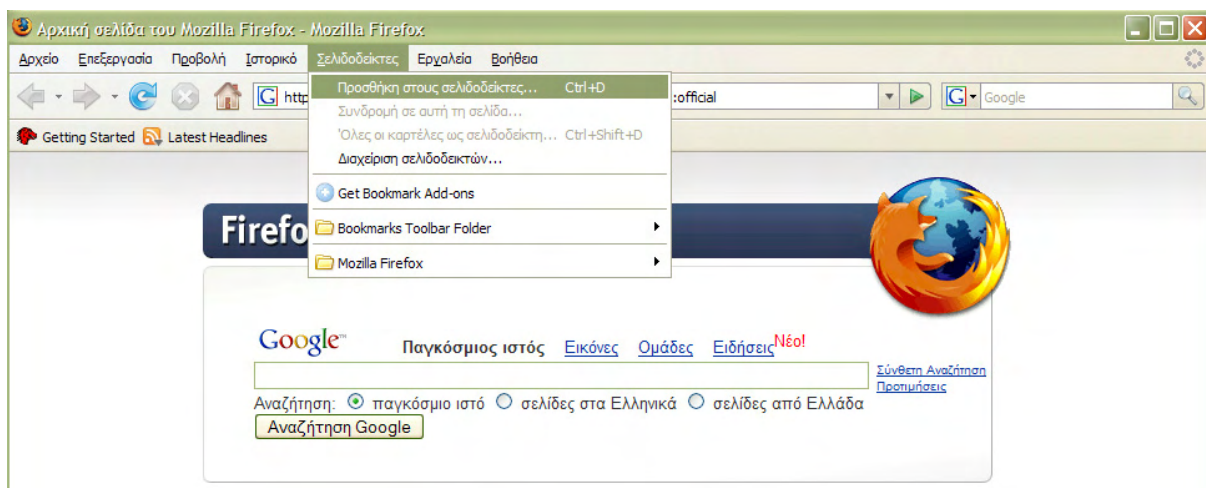 Αρχική σελίδα του Mozilla Firefox - Mozilla Firefox
Αρχείο Επεξεργασία Προβολή Ιστορικό Σελιδοδείκτες Εργαλεία Βοήθεια
G http :official G Google
Getting Started Latest Headlines
Προσθήκη στους σελιδοδείκτες... Ctrl+D
Συνδρομή σε αυτή τη σελίδα...
Όλες οι καρτέλες ως σελιδοδείκτη... Ctrl+Shift+D
Διαχείριση σελιδοδεικτών...
Get Bookmark Add-ons
Bookmarks Toolbar Folder
Mozilla Firefox
Firefo
Google™ Παγκόσμιος ιστός Εικόνες Ομάδες Ειδήσεις Νέο!
Σύνθετη Αναζήτηση
Προτιμήσεις
Αναζήτηση: παγκόσμιο ιστό σελίδες στα Ελληνικά σελίδες από Ελλάδα
Αναζήτηση Google